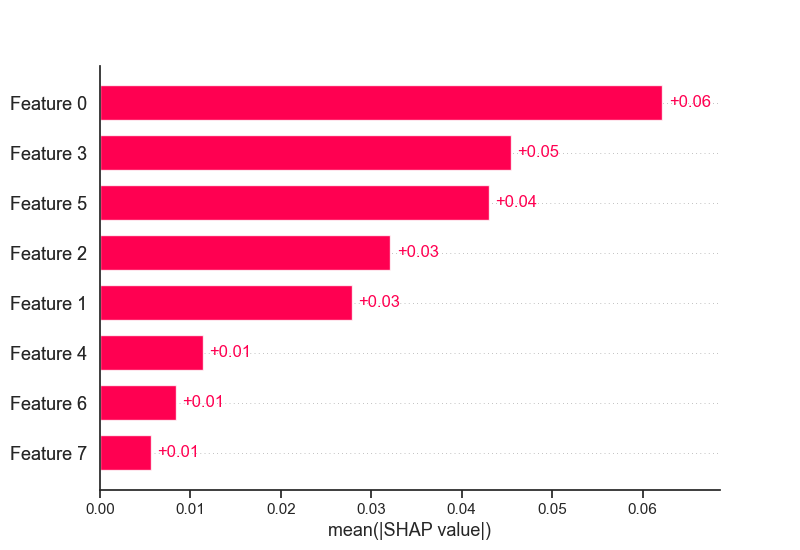 Feature 0 +0.06
Feature 3 +0.05
Feature 5 +0.04
Feature 2 +0.03
Feature 1 +0.03
Feature 4 +0.01
Feature 6 +0.01
Feature 7 +0.01
0.00 0.01 0.02 0.03 0.04 0.05 0.06
mean(|SHAP value|)